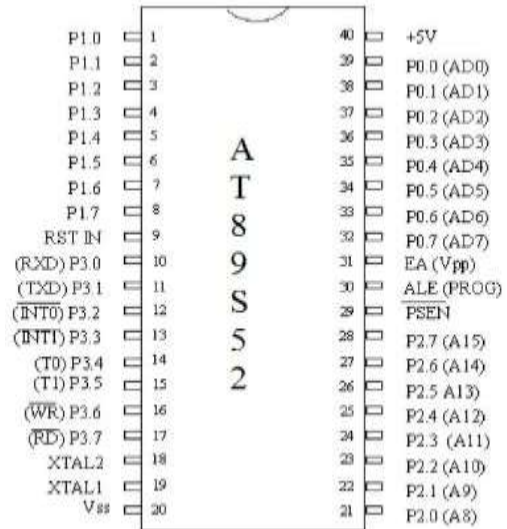 P1.0 1 40 +5V
P1.1 2 39 P0.0 (AD0)
P1.2 3 38 P0.1 (AD1)
P1.3 4 37 P0.2 (AD2)
P1.4 5 36 P0.3 (AD3)
P1.5 6 35 P0.4 (AD4)
P1.6 7 34 P0.5 (AD5)
P1.7 8 33 P0.6 (AD6)
RST IN 9 32 P0.7 (AD7)
(RXD) P3.0 10 31 EA (Vpp)
(TXD) P3.1 11 30 ALE (PROG)
(INT0) P3.2 12 29 PSEN
(INT1) P3.3 13 28 P2.7 (A15)
(T0) P3.4 14 27 P2.6 (A14)
(T1) P3.5 15 26 P2.5 A13)
(WR) P3.6 16 25 P2.4 (A12)
(RD) P3.7 17 24 P2.3 (A11)
XTAL2 18 23 P2.2 (A10)
XTAL1 19 22 P2.1 (A9)
Vss 20 21 P2.0 (A8)
AT89S52